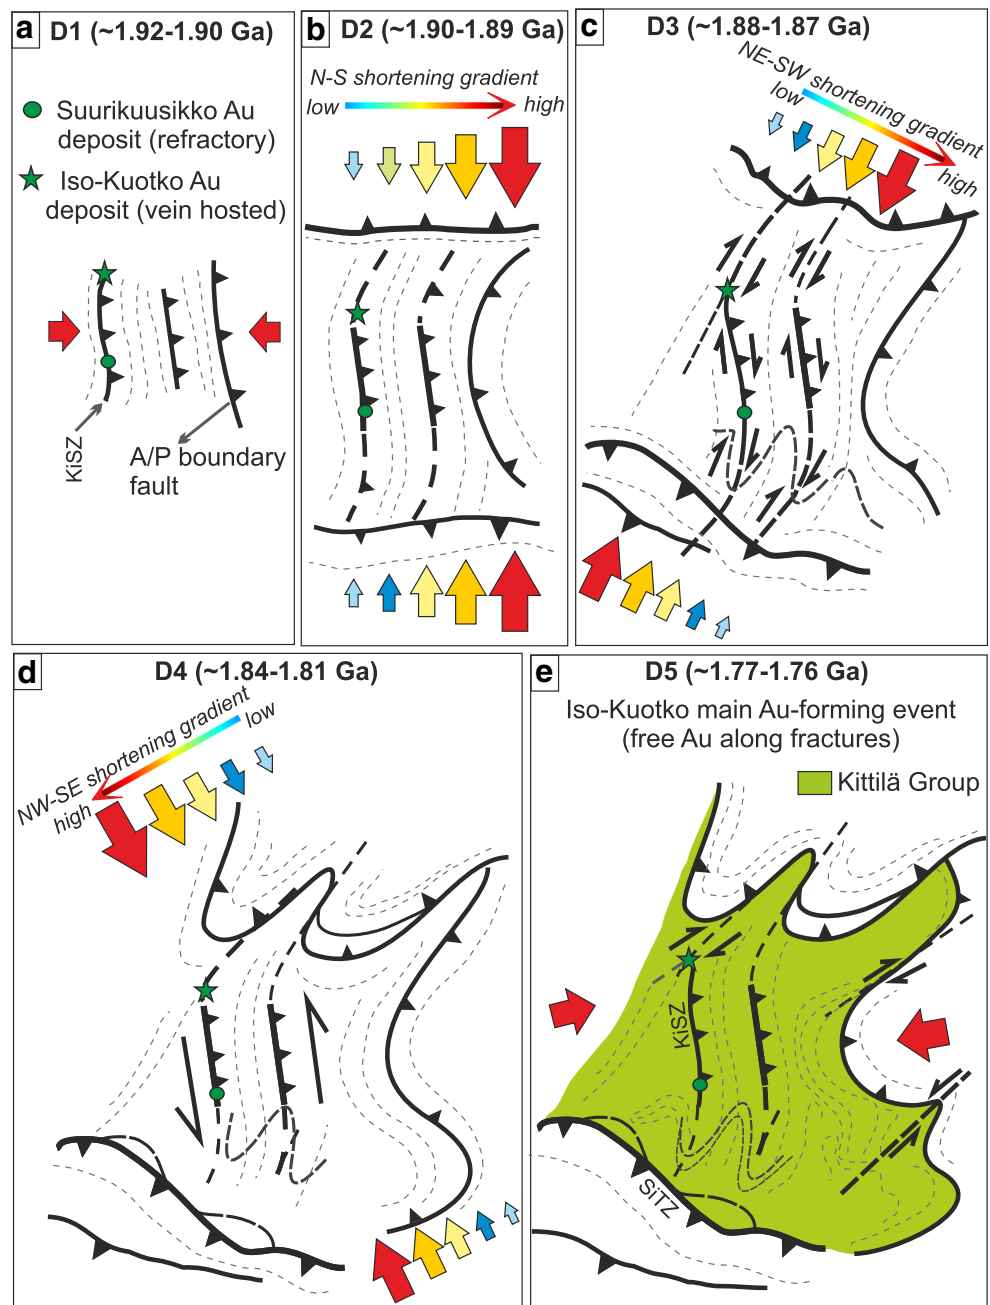 a
D1 (~1.92-1.90 Ga)
Suurikuusikko Au
deposit (refractory)
Iso-Kuotko Au
deposit (vein hosted)
KiSZ
A/P boundary
fault
b
D2 (~1.90-1.89 Ga)
N-S shortening gradient
low
high
c
D3 (~1.88-1.87 Ga)
NE-SW shortening gradient
low
high
d
D4 (~1.84-1.81 Ga)
NW-SE shortening gradient
low
high
e
D5 (~1.77-1.76 Ga)
Iso-Kuotko main Au-forming event
(free Au along fractures)
Kittilä Group
KiSZ
SiTZ